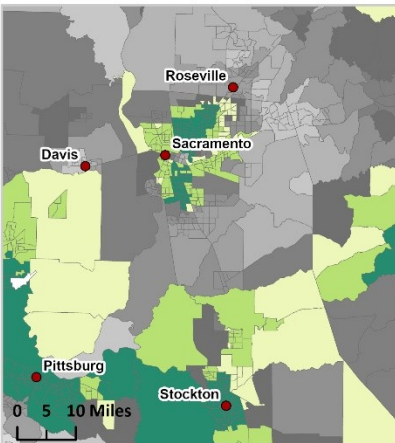 Roseville
Sacramento
Davis
Pittsburg
Stockton
0 5 10 Miles